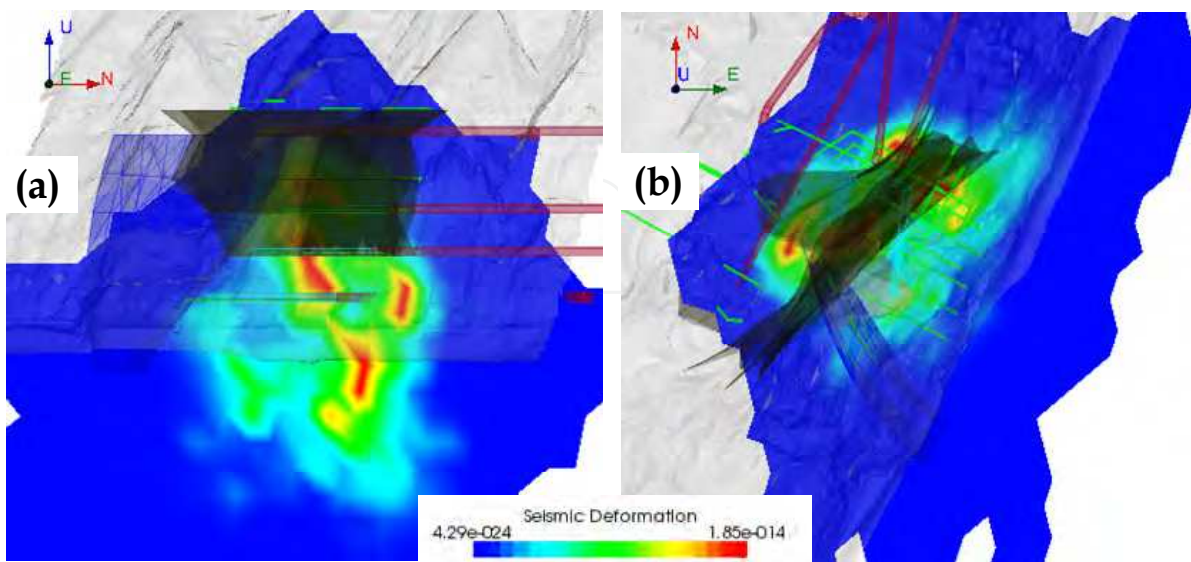 U
E
N
(a)
N
U
E
(b)
Seismic Deformation
4.29e-024
1.85e-014